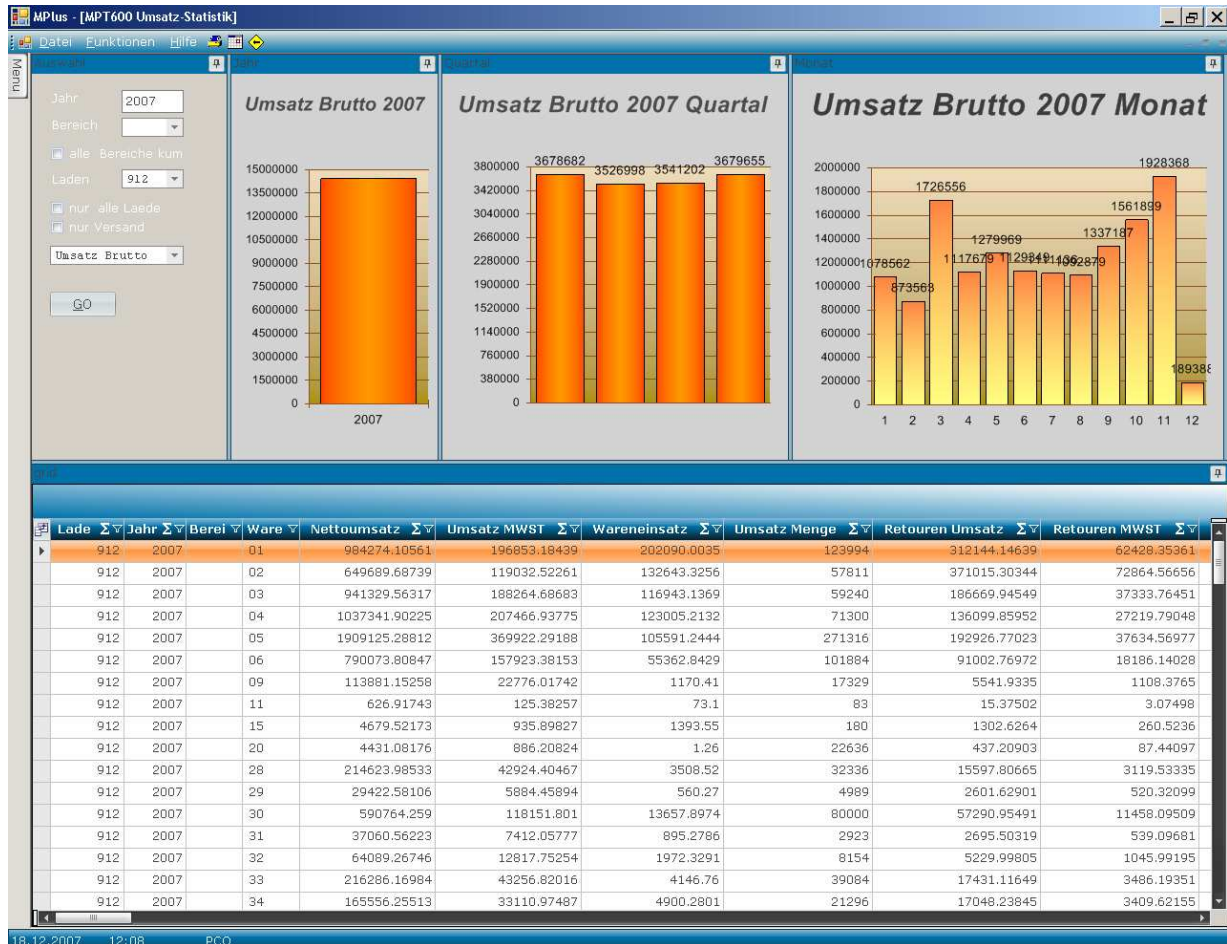 MPlus - [MPT600 Umsatz-Statistik]
Datei Funktionen Hilfe
Menu
Auswahl
Jahr 2007
Bereich
alle Bereiche kum
Laden 912
nur alle Laede
nur Versand
Umsatz Brutto
GO
Jahr
Umsatz Brutto 2007
15000000
13500000
12000000
10500000
9000000
7500000
6000000
4500000
3000000
1500000
0
2007
Quartal
Umsatz Brutto 2007 Quartal
3678682 3526998 3541202 3679655
3800000
3420000
3040000
2660000
2280000
1900000
1520000
1140000
760000
380000
0
Monat
Umsatz Brutto 2007 Monat
1078562 873563 1726556 1117679 1279969 1129349 1111436 1092879 1337187 1561899 1928368 189388
2000000
1800000
1600000
1400000
1200000
1000000
800000
600000
400000
200000
0
1 2 3 4 5 6 7 8 9 10 11 12
grid
Lade Σ Jahr Σ Berei Ware Nettoumsatz Σ Umsatz MWST Σ Wareneinsatz Σ Umsatz Menge Σ Retouren Umsatz Σ Retouren MWST Σ
912 2007 01 984274.10561 196853.18439 202090.0035 123994 312144.14639 62428.35361
912 2007 02 649689.68739 119032.52261 132643.3256 57811 371015.30344 72864.56656
912 2007 03 941329.56317 188264.68683 116943.1369 59240 186669.94549 37333.76451
912 2007 04 1037341.90225 207466.93775 123005.2132 71300 136099.85952 27219.79048
912 2007 05 1909125.28812 369922.29188 105591.2444 271316 192926.77023 37634.56977
912 2007 06 790073.80847 157923.38153 55362.8429 101884 91002.76972 18186.14028
912 2007 09 113881.15258 22776.01742 1170.41 17329 5541.9335 1108.3765
912 2007 11 626.91743 125.38257 73.1 83 15.37502 3.07498
912 2007 15 4679.52173 935.89827 1393.55 180 1302.6264 260.5236
912 2007 20 4431.08176 886.20824 1.26 22636 437.20903 87.44097
912 2007 28 214623.98533 42924.40467 3508.52 32336 15597.80665 3119.53335
912 2007 29 29422.58106 5884.45894 560.27 4989 2601.62901 520.32099
912 2007 30 590764.259 118151.801 13657.8974 80000 57290.95491 11458.09509
912 2007 31 37060.56223 7412.05777 895.2786 2923 2695.50319 539.09681
912 2007 32 64089.26746 12817.75254 1972.3291 8154 5229.99805 1045.99195
912 2007 33 216286.16984 43256.82016 4146.76 39084 17431.11649 3486.19351
912 2007 34 165556.25513 33110.97487 4900.2801 21296 17048.23845 3409.62155
18.12.2007 12:08 PCO